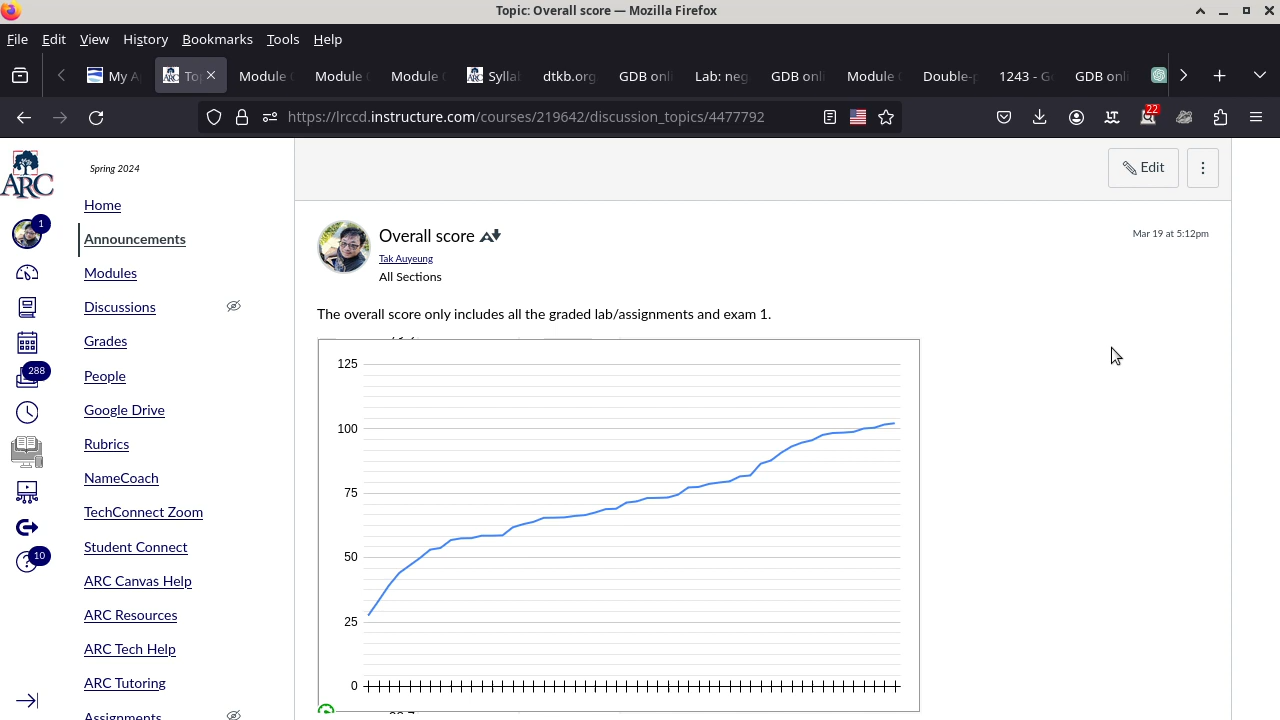 Topic: Overall score — Mozilla Firefox
File Edit View History Bookmarks Tools Help
My A
To
Module
Module
Module
Syllab
dtkb.org
GDB onl
Lab: neg
GDB onl
Module
Double-p
1243 - G
GDB onl
https://lrccd.instructure.com/courses/219642/discussion_topics/4477792
22
ARC
Spring 2024
1
288
10
Home
Announcements
Modules
Discussions
Grades
People
Google Drive
Rubrics
NameCoach
TechConnect Zoom
Student Connect
ARC Canvas Help
ARC Resources
ARC Tech Help
ARC Tutoring
Assignments
Edit
Overall score
Mar 19 at 5:12pm
Tak Auyeung
All Sections
The overall score only includes all the graded lab/assignments and exam 1.
125
100
75
50
25
0